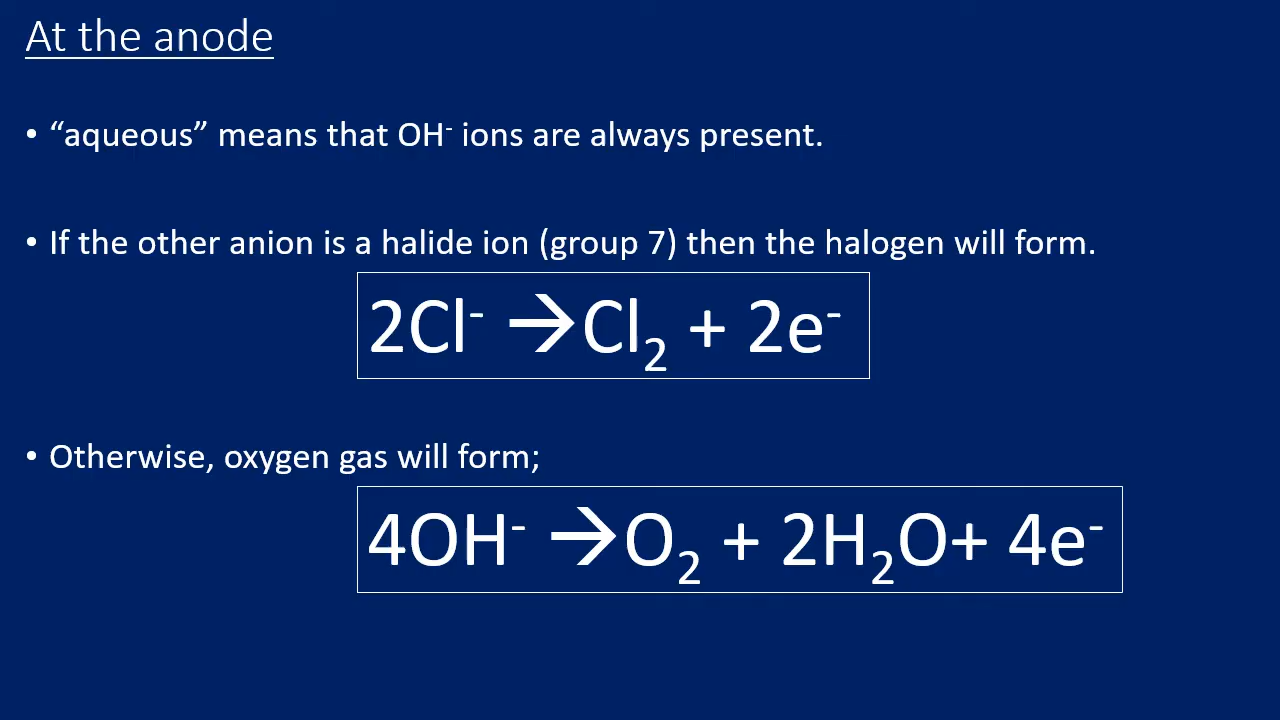 At the anode
• “aqueous” means that OH⁻ ions are always present.
• If the other anion is a halide ion (group 7) then the halogen will form.
2Cl⁻ →Cl₂ + 2e⁻
• Otherwise, oxygen gas will form;
4OH⁻ →O₂ + 2H₂O+ 4e⁻